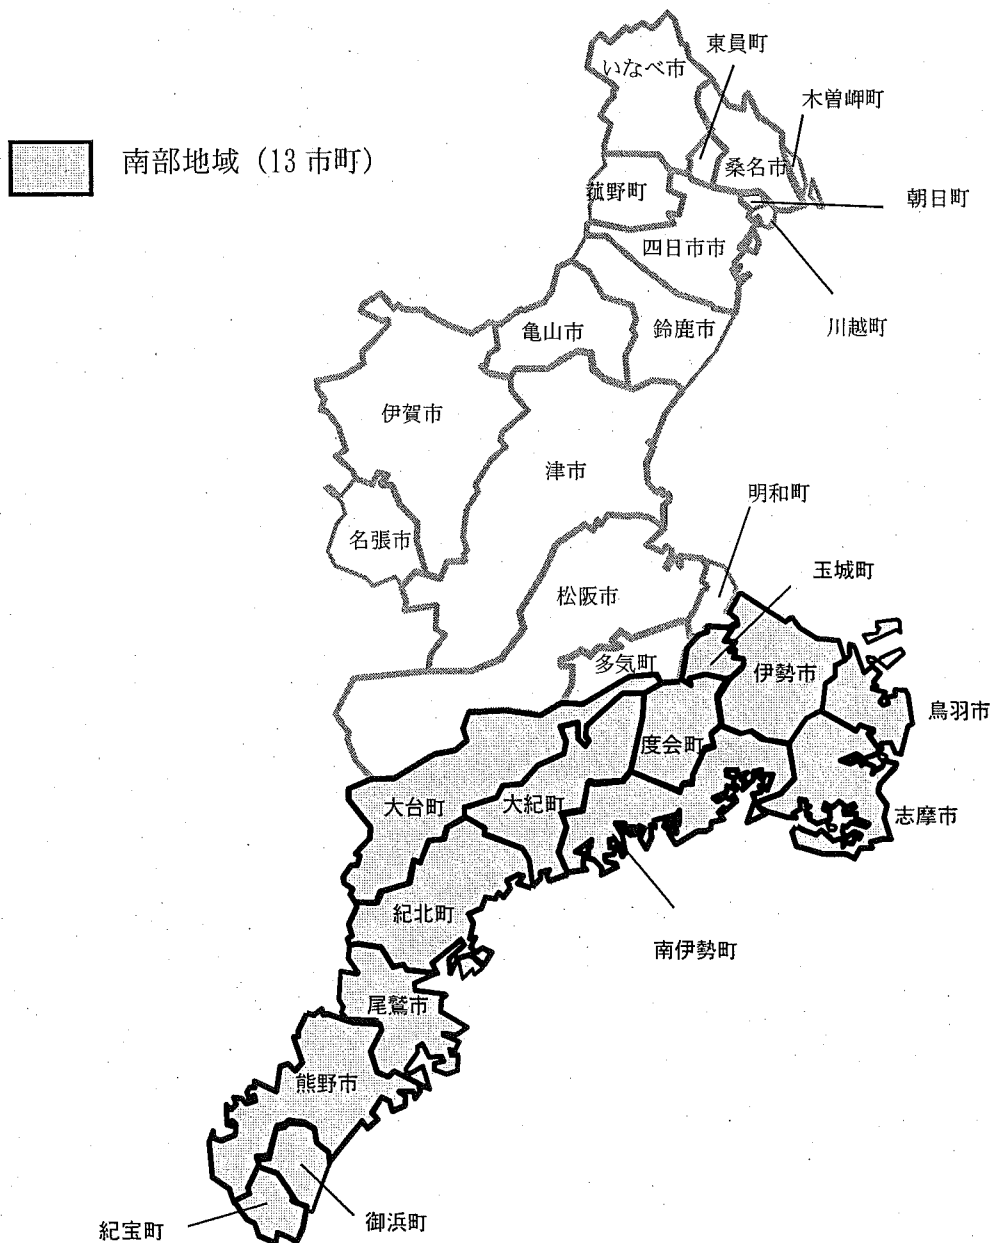 東員町
いなべ市
木曽岬町
南部地域（13市町）
桑名市
菰野町
朝日町
四日市市
川越町
亀山市
鈴鹿市
伊賀市
津市
明和町
名張市
玉城町
松阪市
多気町
伊勢市
鳥羽市
度会町
大台町
大紀町
志摩市
紀北町
南伊勢町
尾鷲市
熊野市
御浜町
紀宝町